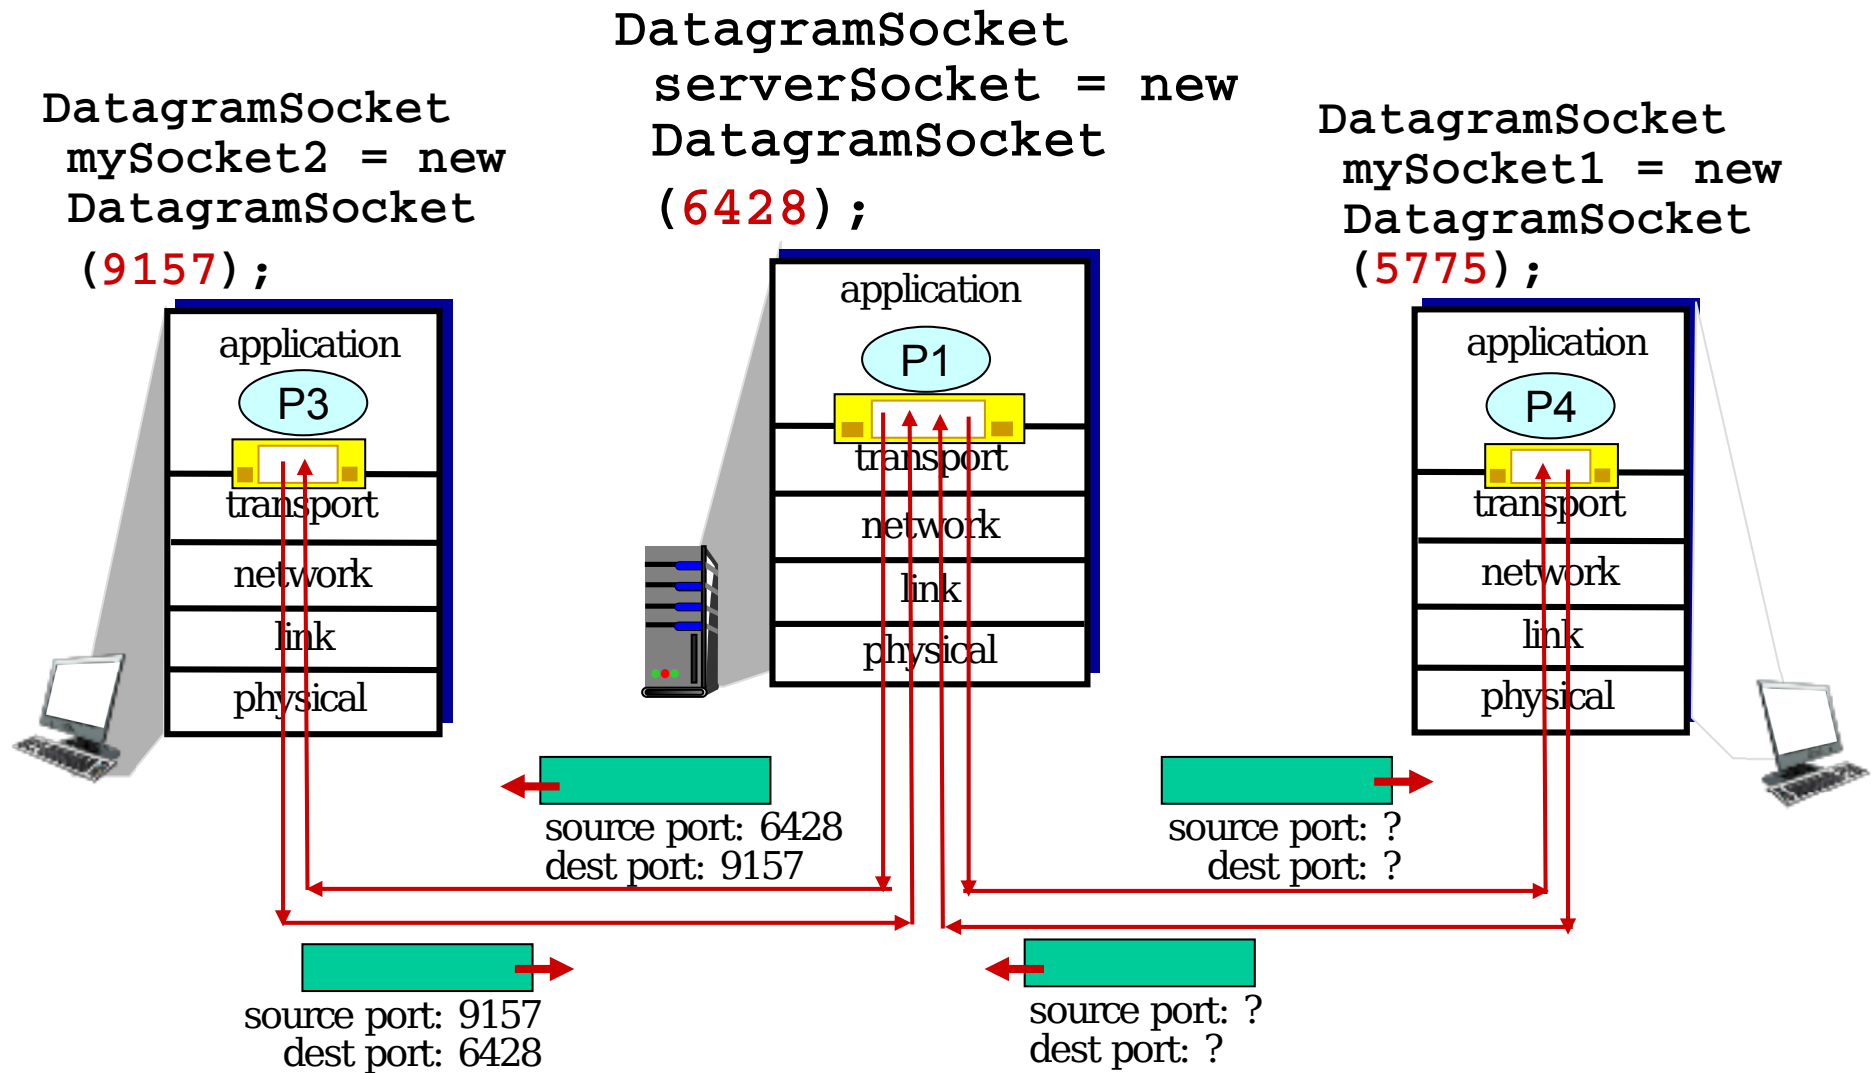 DatagramSocket
mySocket2 = new
DatagramSocket
(9157);
DatagramSocket
serverSocket = new
DatagramSocket
(6428);
DatagramSocket
mySocket1 = new
DatagramSocket
(5775);
application
P3
transport
network
link
physical
application
P1
transport
network
link
physical
application
P4
transport
network
link
physical
source port: 6428
dest port: 9157
source port: ?
dest port: ?
source port: 9157
dest port: 6428
source port: ?
dest port: ?